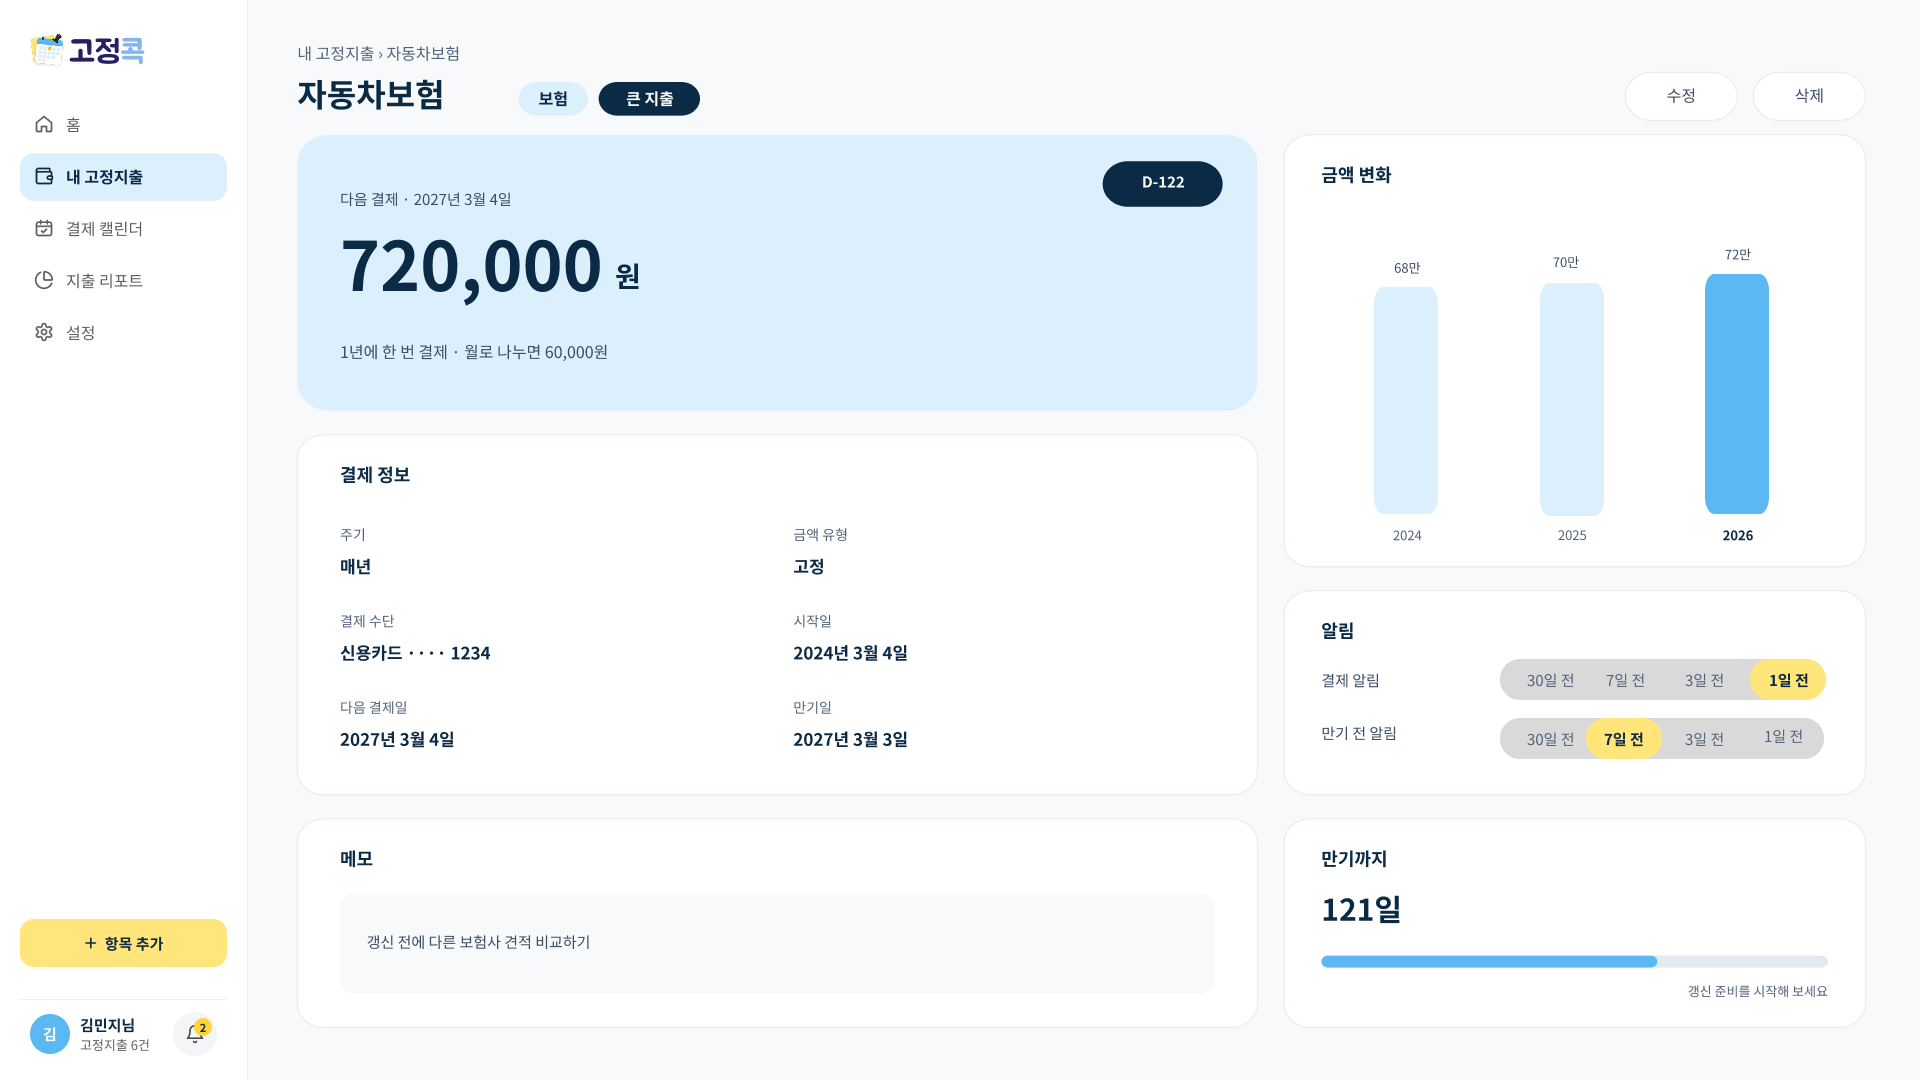 고정콕
홈
내 고정지출
결제 캘린더
지출 리포트
설정
+ 항목 추가
김
김민지님
고정지출 6건
2
내 고정지출 › 자동차보험
자동차보험
보험
큰 지출
수정
삭제
다음 결제 · 2027년 3월 4일
D-122
720,000 원
1년에 한 번 결제 · 월로 나누면 60,000원
결제 정보
주기
금액 유형
매년
고정
결제 수단
시작일
신용카드 ···· 1234
2024년 3월 4일
다음 결제일
만기일
2027년 3월 4일
2027년 3월 3일
메모
갱신 전에 다른 보험사 견적 비교하기
금액 변화
68만
70만
72만
2024
2025
2026
알림
결제 알림
30일 전
7일 전
3일 전
1일 전
만기 전 알림
30일 전
7일 전
3일 전
1일 전
만기까지
121일
갱신 준비를 시작해 보세요